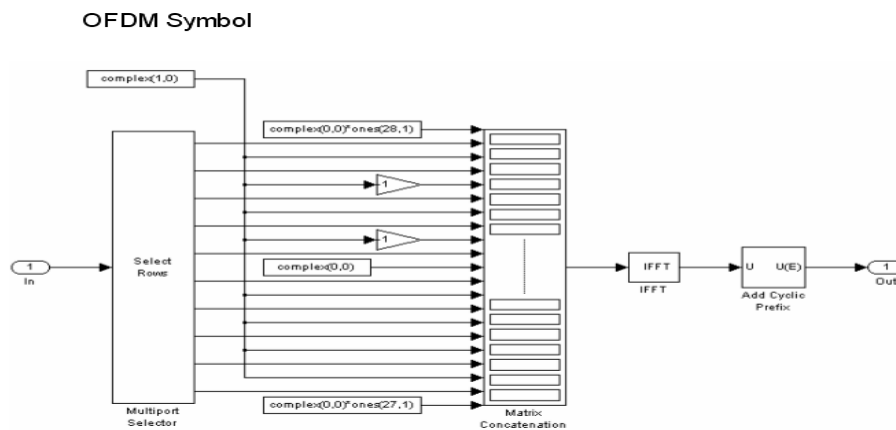 OFDM Symbol
complex(1,0)
complex(0,0)*ones(28,1)
-1
-1
1
In
Select
Rows
complex(0,0)
IFFT
IFFT
U U(E)
Add Cyclic
Prefix
1
Out
complex(0,0)*ones(27,1)
Multiport
Selector
Matrix
Concatenation